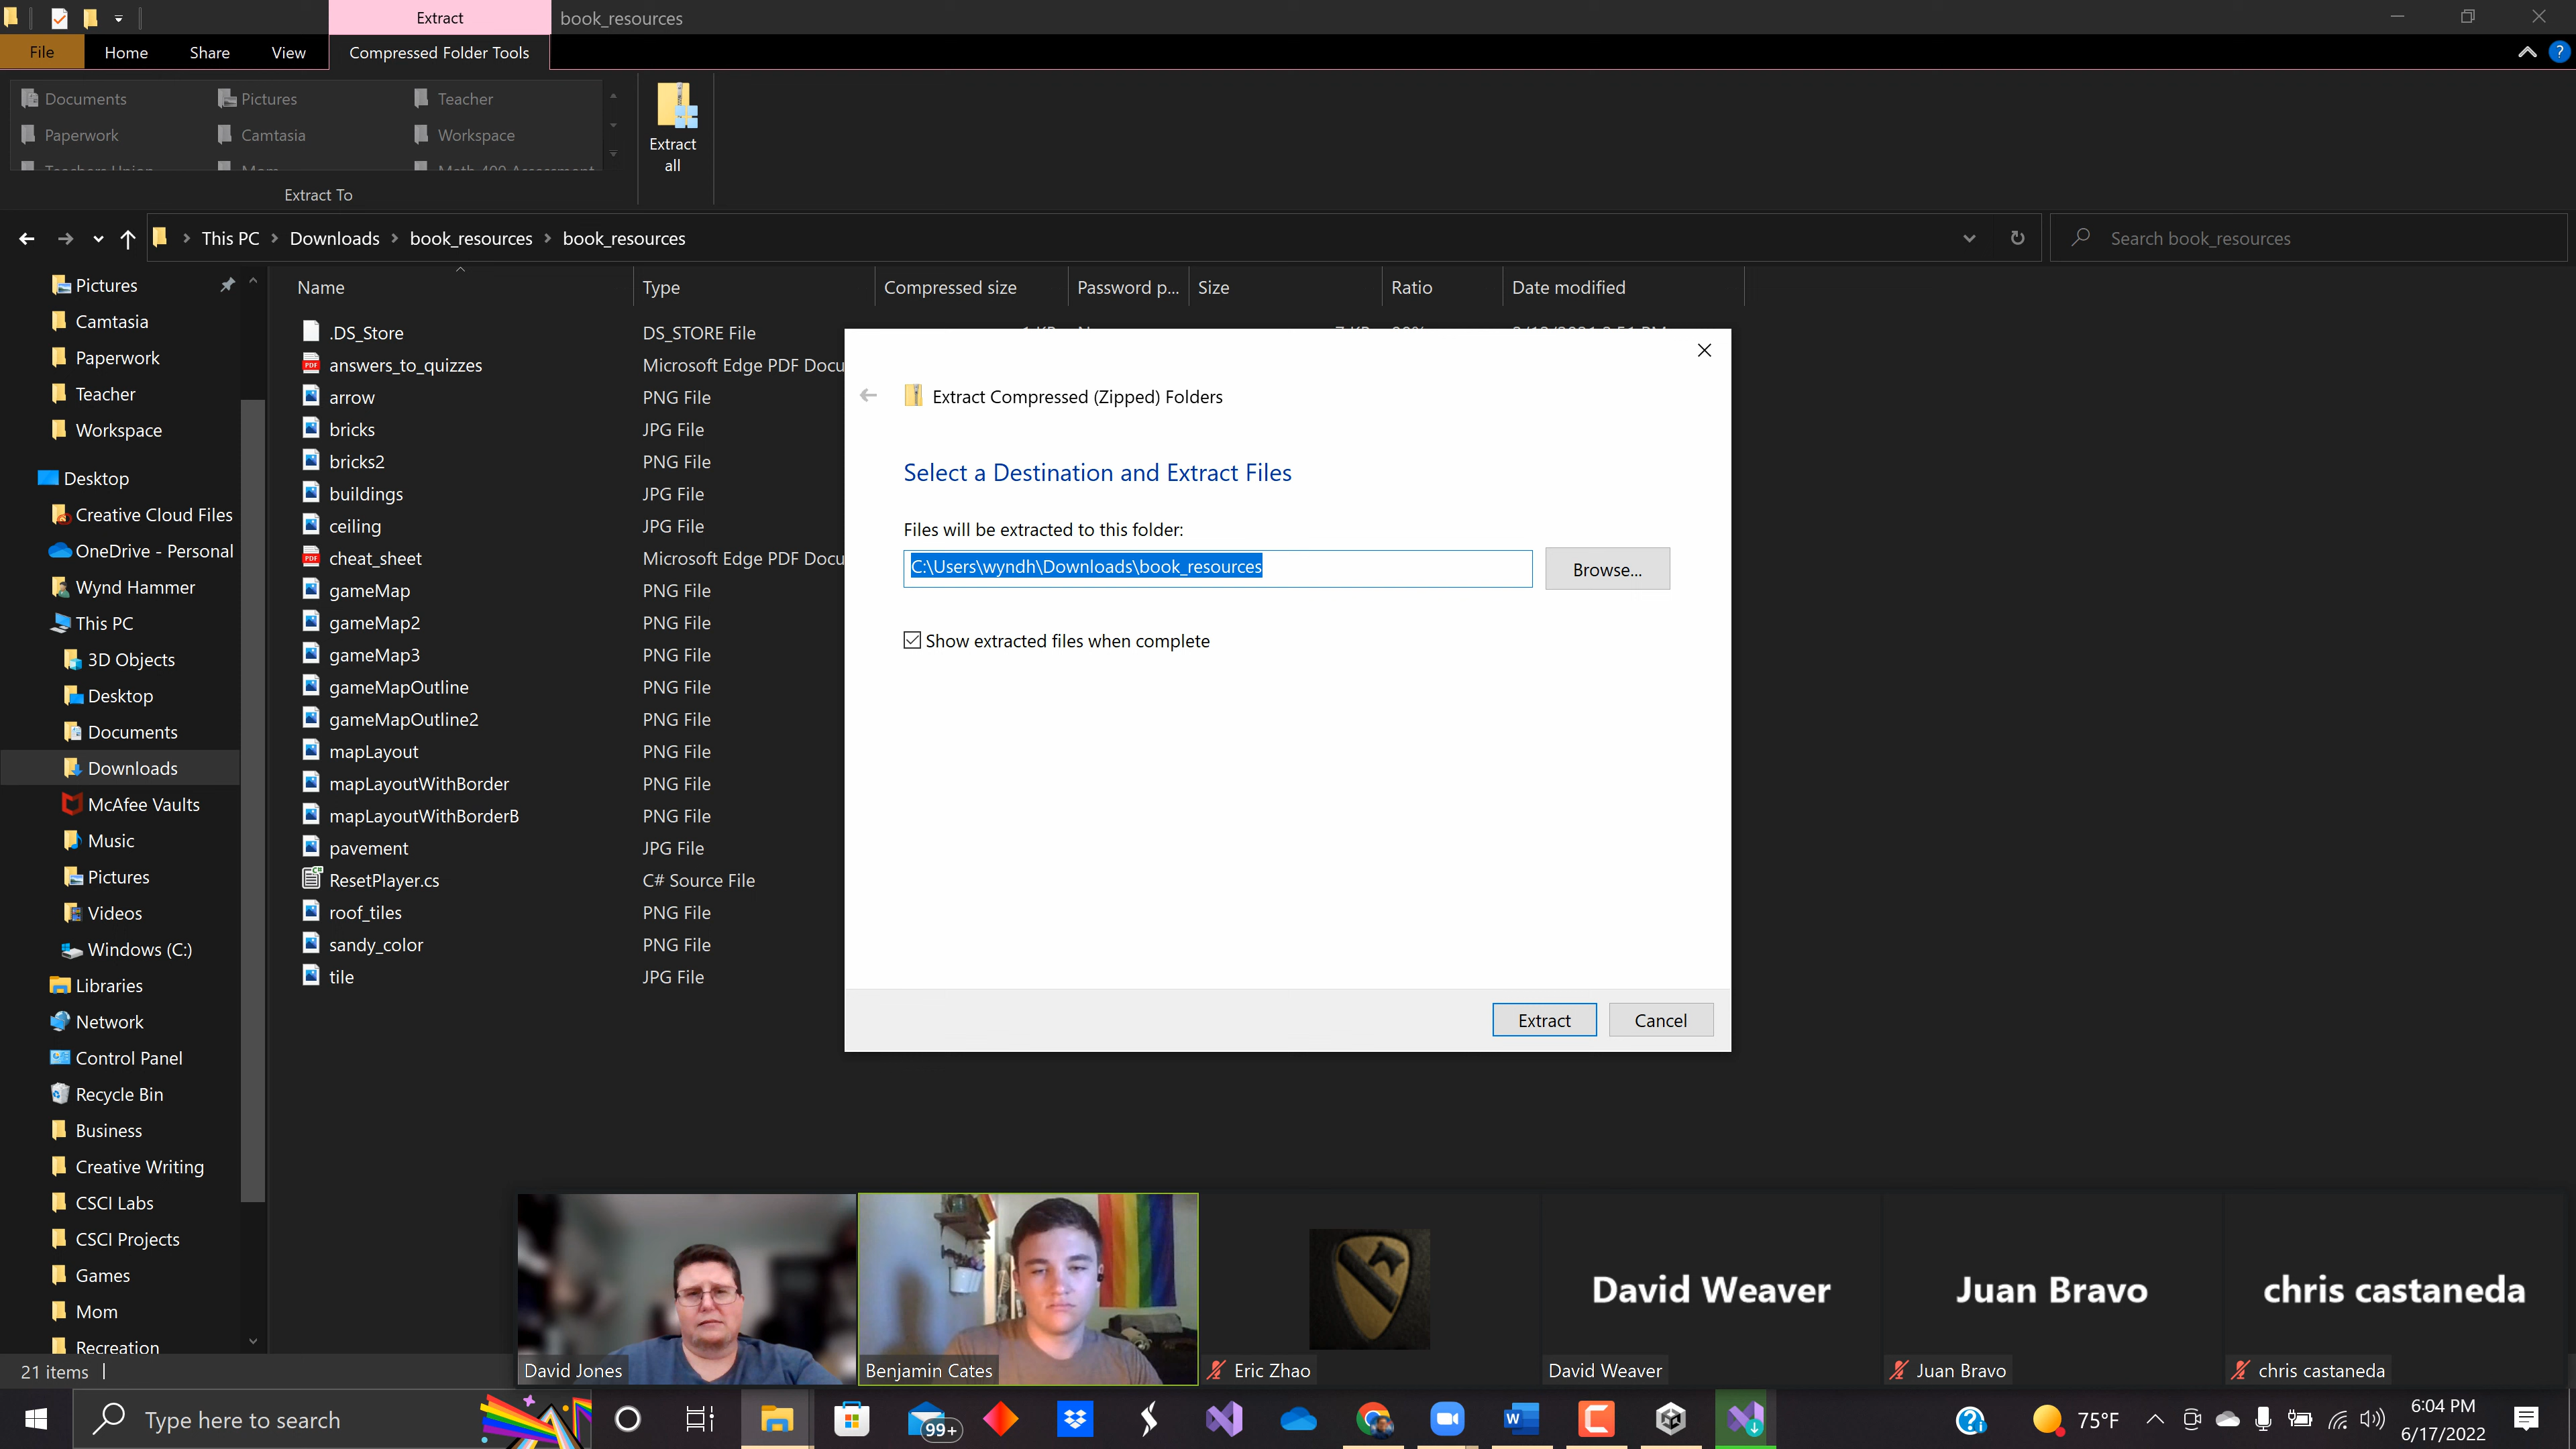 Extract
book_resources
File
Home
Share
View
Compressed Folder Tools
Documents
Pictures
Teacher
Paperwork
Camtasia
Workspace
Extract all
Extract To
This PC
Downloads
book_resources
book_resources
Search book_resources
Pictures
Camtasia
Paperwork
Teacher
Workspace
Desktop
Creative Cloud Files
OneDrive - Personal
Wynd Hammer
This PC
3D Objects
Desktop
Documents
Downloads
McAfee Vaults
Music
Pictures
Videos
Windows (C:)
Libraries
Network
Control Panel
Recycle Bin
Business
Creative Writing
CSCI Labs
CSCI Projects
Games
Mom
Recreation
21 items
Name Type Compressed size Password p... Size Ratio Date modified
.DS_Store DS_STORE File
answers_to_quizzes Microsoft Edge PDF Docu
arrow PNG File
bricks JPG File
bricks2 PNG File
buildings JPG File
ceiling JPG File
cheat_sheet Microsoft Edge PDF Docu
gameMap PNG File
gameMap2 PNG File
gameMap3 PNG File
gameMapOutline PNG File
gameMapOutline2 PNG File
mapLayout PNG File
mapLayoutWithBorder PNG File
mapLayoutWithBorderB PNG File
pavement JPG File
ResetPlayer.cs C# Source File
roof_tiles PNG File
sandy_color PNG File
tile JPG File
Extract Compressed (Zipped) Folders
Select a Destination and Extract Files
Files will be extracted to this folder:
C:\Users\wyndh\Downloads\book_resources
Browse...
Show extracted files when complete
Extract
Cancel
David Jones
Benjamin Cates
Eric Zhao
David Weaver
David Weaver
Juan Bravo
Juan Bravo
chris castaneda
chris castaneda
Type here to search
99+
75°F
6:04 PM
6/17/2022